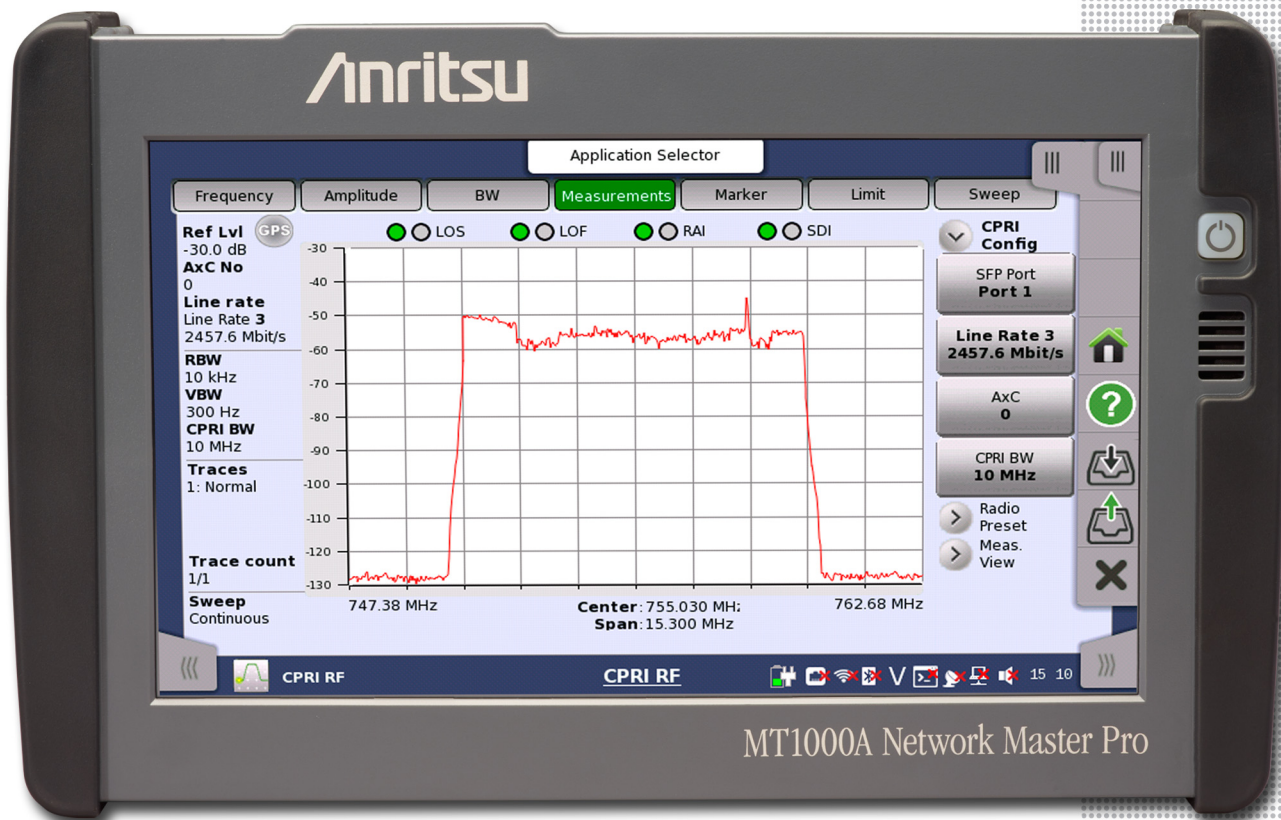 Anritsu
Application Selector
Frequency
Amplitude
BW
Measurements
Marker
Limit
Sweep
Ref Lvl
GPS
-30.0 dB
AxC No
0
Line rate
Line Rate 3
2457.6 Mbit/s
RBW
10 kHz
VBW
300 Hz
CPRI BW
10 MHz
Traces
1: Normal
Trace count
1/1
Sweep
Continuous
LOS
LOF
RAI
SDI
-30
-40
-50
-60
-70
-80
-90
-100
-110
-120
-130
747.38 MHz
Center:755.030 MH:
762.68 MHz
Span:15.300 MHz
CPRI
Config
SFP Port
Port 1
Line Rate 3
2457.6 Mbit/s
AxC
0
CPRI BW
10 MHz
Radio
Preset
Meas.
View
?
CPRI RF
CPRI RF
V
15 10
MT1000A Network Master Pro